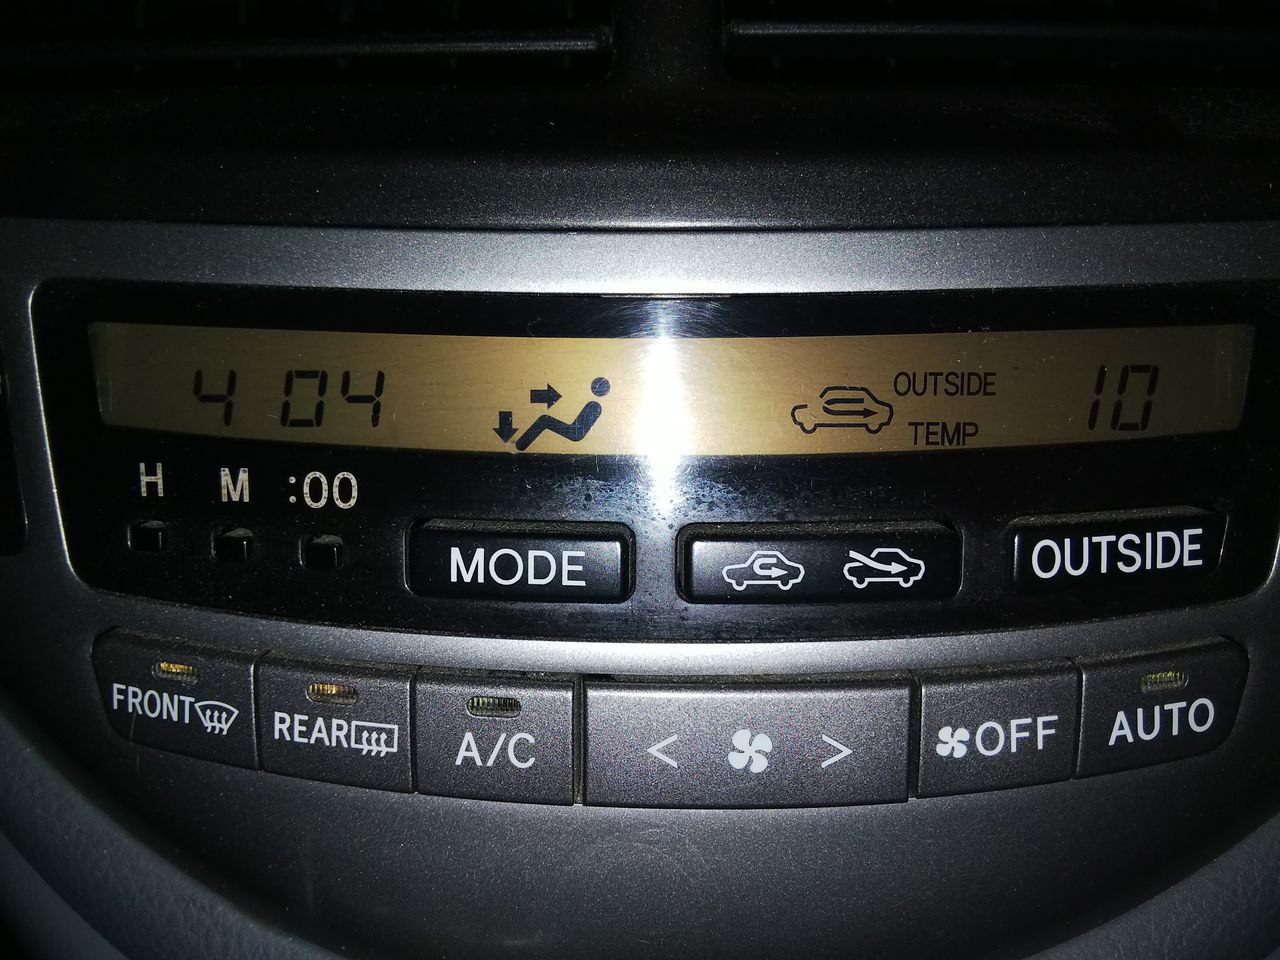 4 04
OUTSIDE
TEMP
10
H M :00
MODE
OUTSIDE
FRONT
REAR
A/C
< >
OFF
AUTO